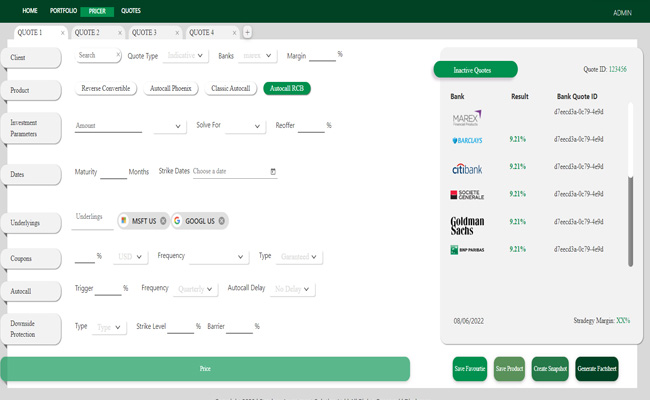 HOME PORTFOLIO PRICER QUOTES ADMIN
QUOTE 1 × QUOTE 2 × QUOTE 3 × QUOTE 4 × +
Client Search × Quote Type Indicative Banks marex Margin %
Product Reverse Convertible Autocall Phoenix Classic Autocall Autocall RCB
Investment Parameters Amount Solve For Reoffer %
Dates Maturity Months Strike Dates Choose a date
Underlyings Underlings MSFT US GOOGL US
Coupons % USD Frequency Type Guranteed
Autocall Trigger % Frequency Quarterly Autocall Delay No Delay
Downside Protection Type Type Strike Level % Barrier %
Price
Inactive Quotes Quote ID: 123456
Bank Result Bank Quote ID
MAREX Financial Products d7eecd3a-0c79-4e9d
BARCLAYS 9.21% d7eecd3a-0c79-4e9d
citibank 9.21% d7eecd3a-0c79-4e9d
SOCIETE GENERALE 9.21% d7eecd3a-0c79-4e9d
Goldman Sachs 9.21% d7eecd3a-0c79-4e9d
BNP PARIBAS 9.21% d7eecd3a-0c79-4e9d
08/06/2022 Stradegy Margin: XX%
Save Favourite Save Product Create Snapshot Generate Factsheet